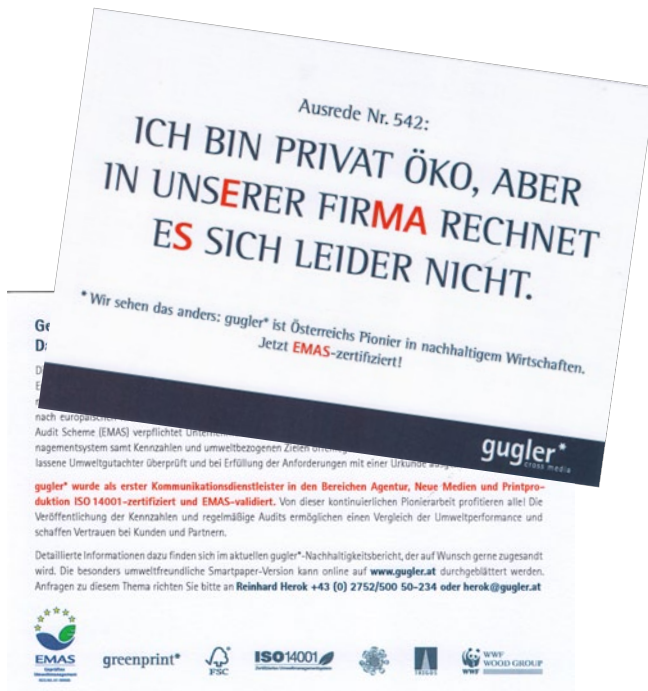 Ausrede Nr. 542:
ICH BIN PRIVAT ÖKO, ABER
IN UNSERER FIRMA RECHNET
ES SICH LEIDER NICHT.
* Wir sehen das anders: gugler* ist Österreichs Pionier in nachhaltigem Wirtschaften.
Jetzt EMAS-zertifiziert!
gugler*
cross media
Ge
nach europäischen
Audit Scheme (EMAS) verpflichtet
nagementsystem samt Kennzahlen und umweltbezogenen Zielen
lassene Umweltgutachter überprüft und bei Erfüllung der Anforderungen mit einer Urkunde
gugler* wurde als erster Kommunikationsdienstleister in den Bereichen Agentur, Neue Medien und Printpro-
duktion ISO 14001-zertifiziert und EMAS-validiert. Von dieser kontinuierlichen Pionierarbeit profitieren alle! Die
Veröffentlichung der Kennzahlen und regelmäßige Audits ermöglichen einen Vergleich der Umweltperformance und
schaffen Vertrauen bei Kunden und Partnern.
Detaillierte Informationen dazu finden sich im aktuellen gugler*-Nachhaltigkeitsbericht, der auf Wunsch gerne zugesandt
wird. Die besonders umweltfreundliche Smartpaper-Version kann online auf www.gugler.at durchgeblättert werden.
Anfragen zu diesem Thema richten Sie bitte an Reinhard Herok +43 (0) 2752/500 50-234 oder herok@gugler.at
EMAS
greenprint*
FSC
ISO 14001
TRIGOS
WWF
WWF
WOOD GROUP